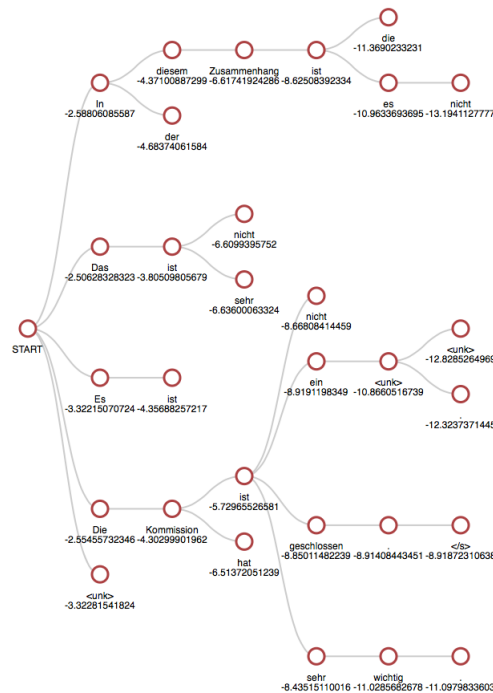 die
-11.3690233231
diesem Zusammenhang ist
-4.37100887299 -6.61741924286 -8.62508392334
In es nicht
-2.58806085587 -10.9633693695 -13.1941127777
der
-4.68374061584
nicht
-6.6099395752
Das ist
-2.50628328323 -3.80509805679
sehr
-6.63600063324
nicht
-8.66808414459
START
<unk>
-12.8285264969
ein <unk>
-8.9191198349 -10.8660516739
Es ist
-3.32215070724 -4.35688257217
.
-12.3237371445
ist
-5.72965526581
Die Kommission
-2.55455732346 -4.30299901962
geschlossen . </s>
-8.85011482239 -8.91408443451 -8.91872310638
hat
-6.51372051239
<unk>
-3.32281541824
sehr wichtig .
-8.43515110016 -11.0285682678 -11.0979833603